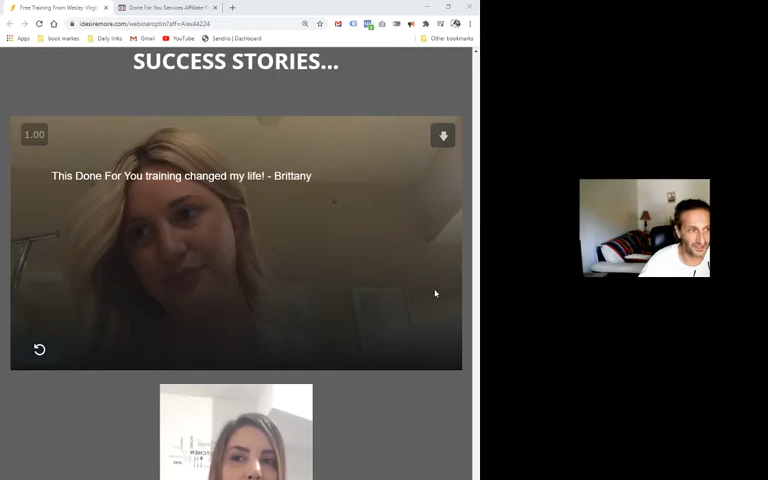 Free Training From Wesley Virgin
Done For You Services Affiliate P
idesiremore.com/webinaroptin?aff=Alex44224
Apps
book markes
Daily links
Gmail
YouTube
Sendiio | Dashboard
Other bookmarks
SUCCESS STORIES...
1.00
This Done For You training changed my life! - Brittany